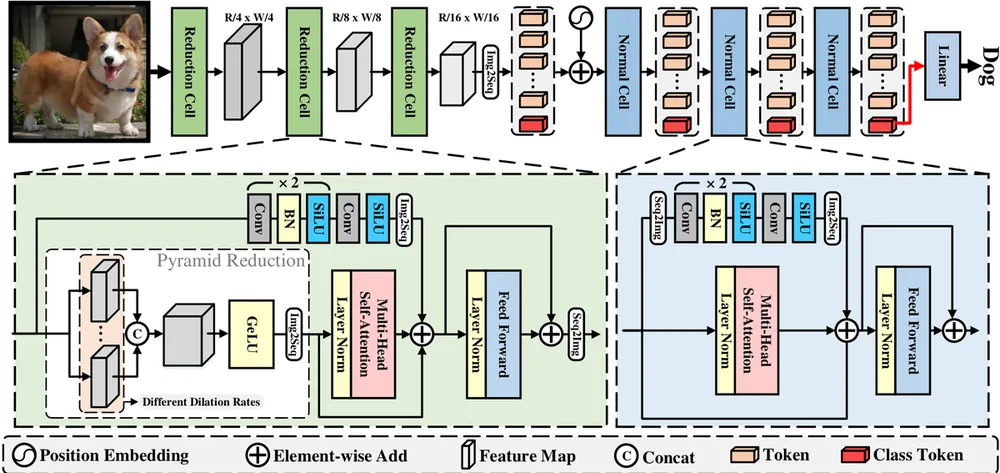 R/4 x W/4
R/8 x W/8
R/16 x W/16
Reduction Cell
Reduction Cell
Reduction Cell
Img2Seq
Normal Cell
Normal Cell
Normal Cell
Linear
Dog
× 2
Conv
BN
SiLU
Conv
SiLU
Img2Seq
Pyramid Reduction
C
GeLU
Img2Seq
Layer Norm
Multi-Head
Self-Attention
Layer Norm
Feed Forward
Seq2Img
Different Dilation Rates
× 2
Seq2Img
Conv
BN
SiLU
Conv
SiLU
Img2Seq
Layer Norm
Multi-Head
Self-Attention
Layer Norm
Feed Forward
Position Embedding
Element-wise Add
Feature Map
C
Concat
Token
Class Token